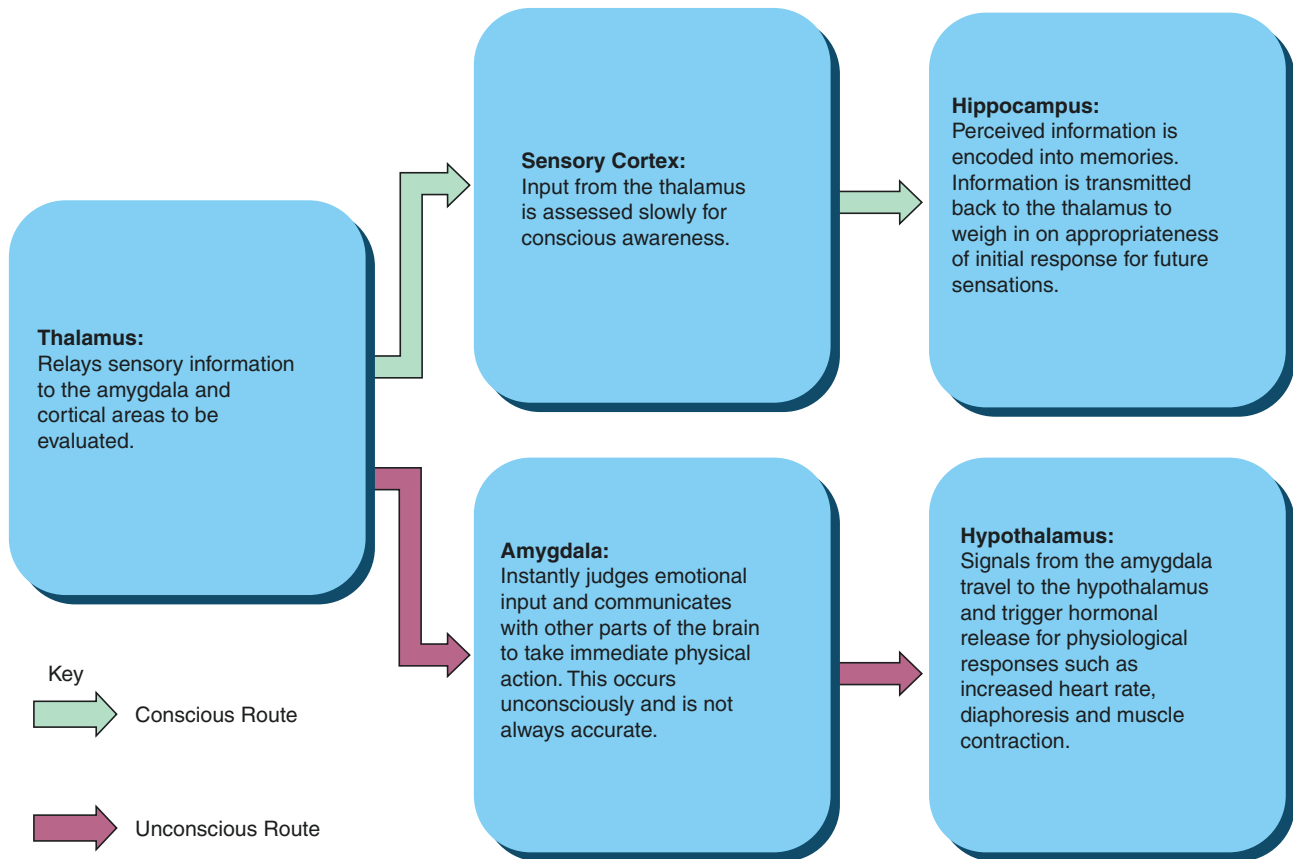 Thalamus:
Relays sensory information
to the amygdala and
cortical areas to be
evaluated.
Sensory Cortex:
Input from the thalamus
is assessed slowly for
conscious awareness.
Hippocampus:
Perceived information is
encoded into memories.
Information is transmitted
back to the thalamus to
weigh in on appropriateness
of initial response for future
sensations.
Amygdala:
Instantly judges emotional
input and communicates
with other parts of the brain
to take immediate physical
action. This occurs
unconsciously and is not
always accurate.
Hypothalamus:
Signals from the amygdala
travel to the hypothalamus
and trigger hormonal
release for physiological
responses such as
increased heart rate,
diaphoresis and muscle
contraction.
Key
Conscious Route
Unconscious Route